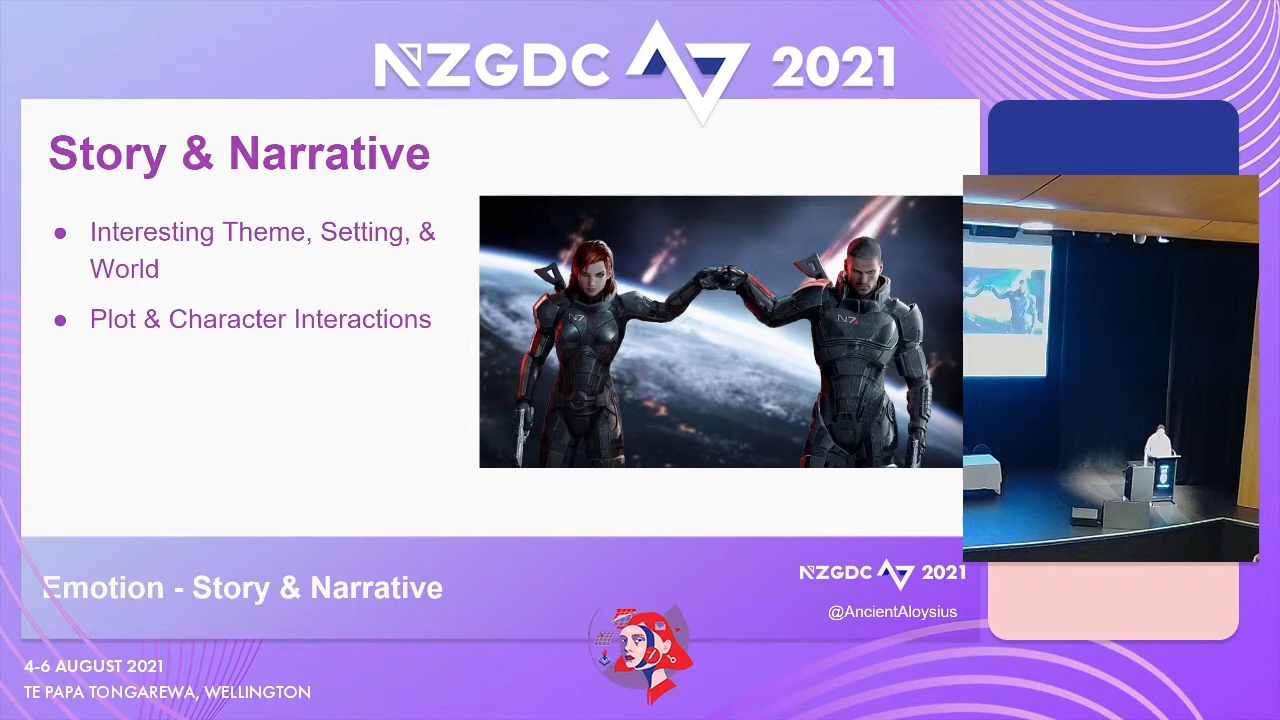 NZGDC 2021
Story & Narrative
● Interesting Theme, Setting, &
World
● Plot & Character Interactions
N7
N7
Emotion - Story & Narrative
NZGDC 2021
@AncientAloysius
4-6 AUGUST 2021
TE PAPA TONGAREWA, WELLINGTON